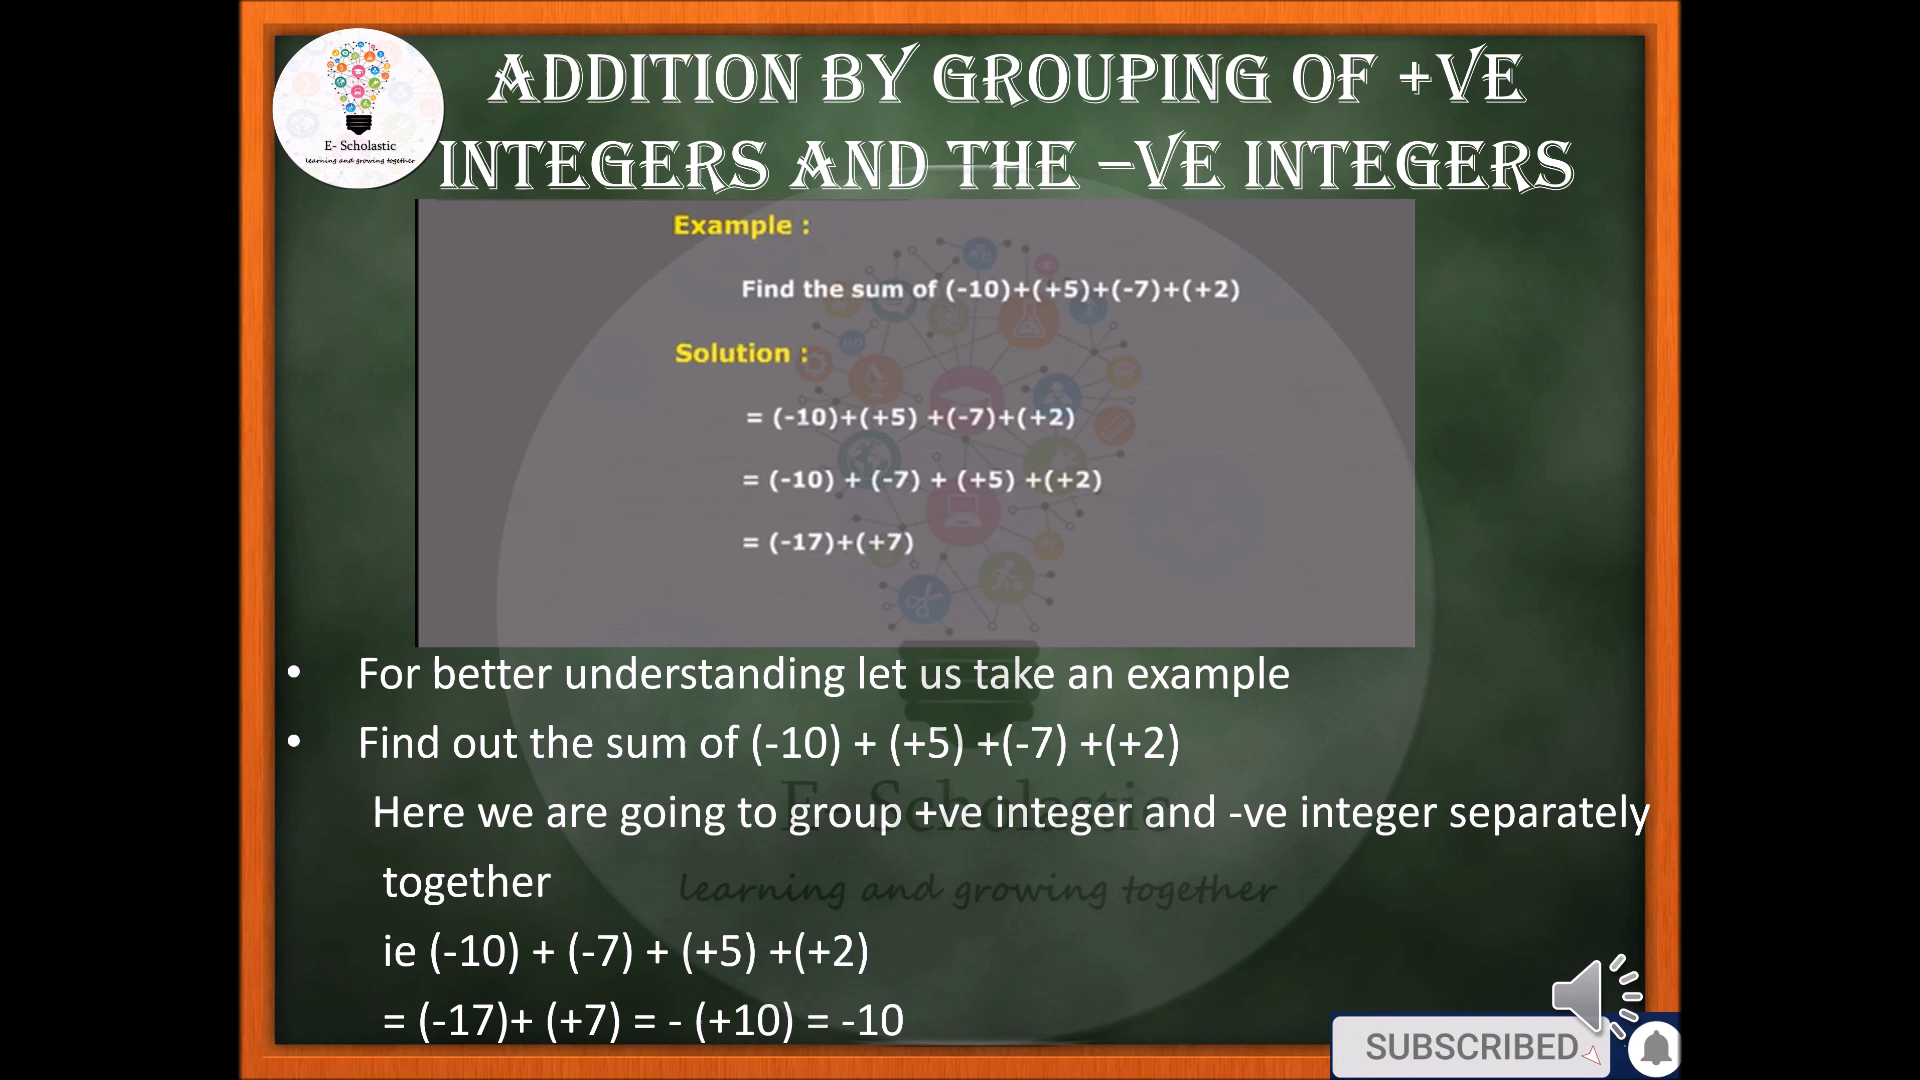 E- Scholastic
learning and growing together
ADDITION BY GROUPING OF +VE
INTEGERS AND THE –VE INTEGERS
Example :
Find the sum of (-10)+(+5)+(-7)+(+2)
Solution :
= (-10)+(+5) +(-7)+(+2)
= (-10) + (-7) + (+5) +(+2)
= (-17)+(+7)
• For better understanding let us take an example
• Find out the sum of (-10) + (+5) +(-7) +(+2)
Here we are going to group +ve integer and -ve integer separately
together
ie (-10) + (-7) + (+5) +(+2)
= (-17)+ (+7) = - (+10) = -10
E- Scholastic
learning and growing together
SUBSCRIBED